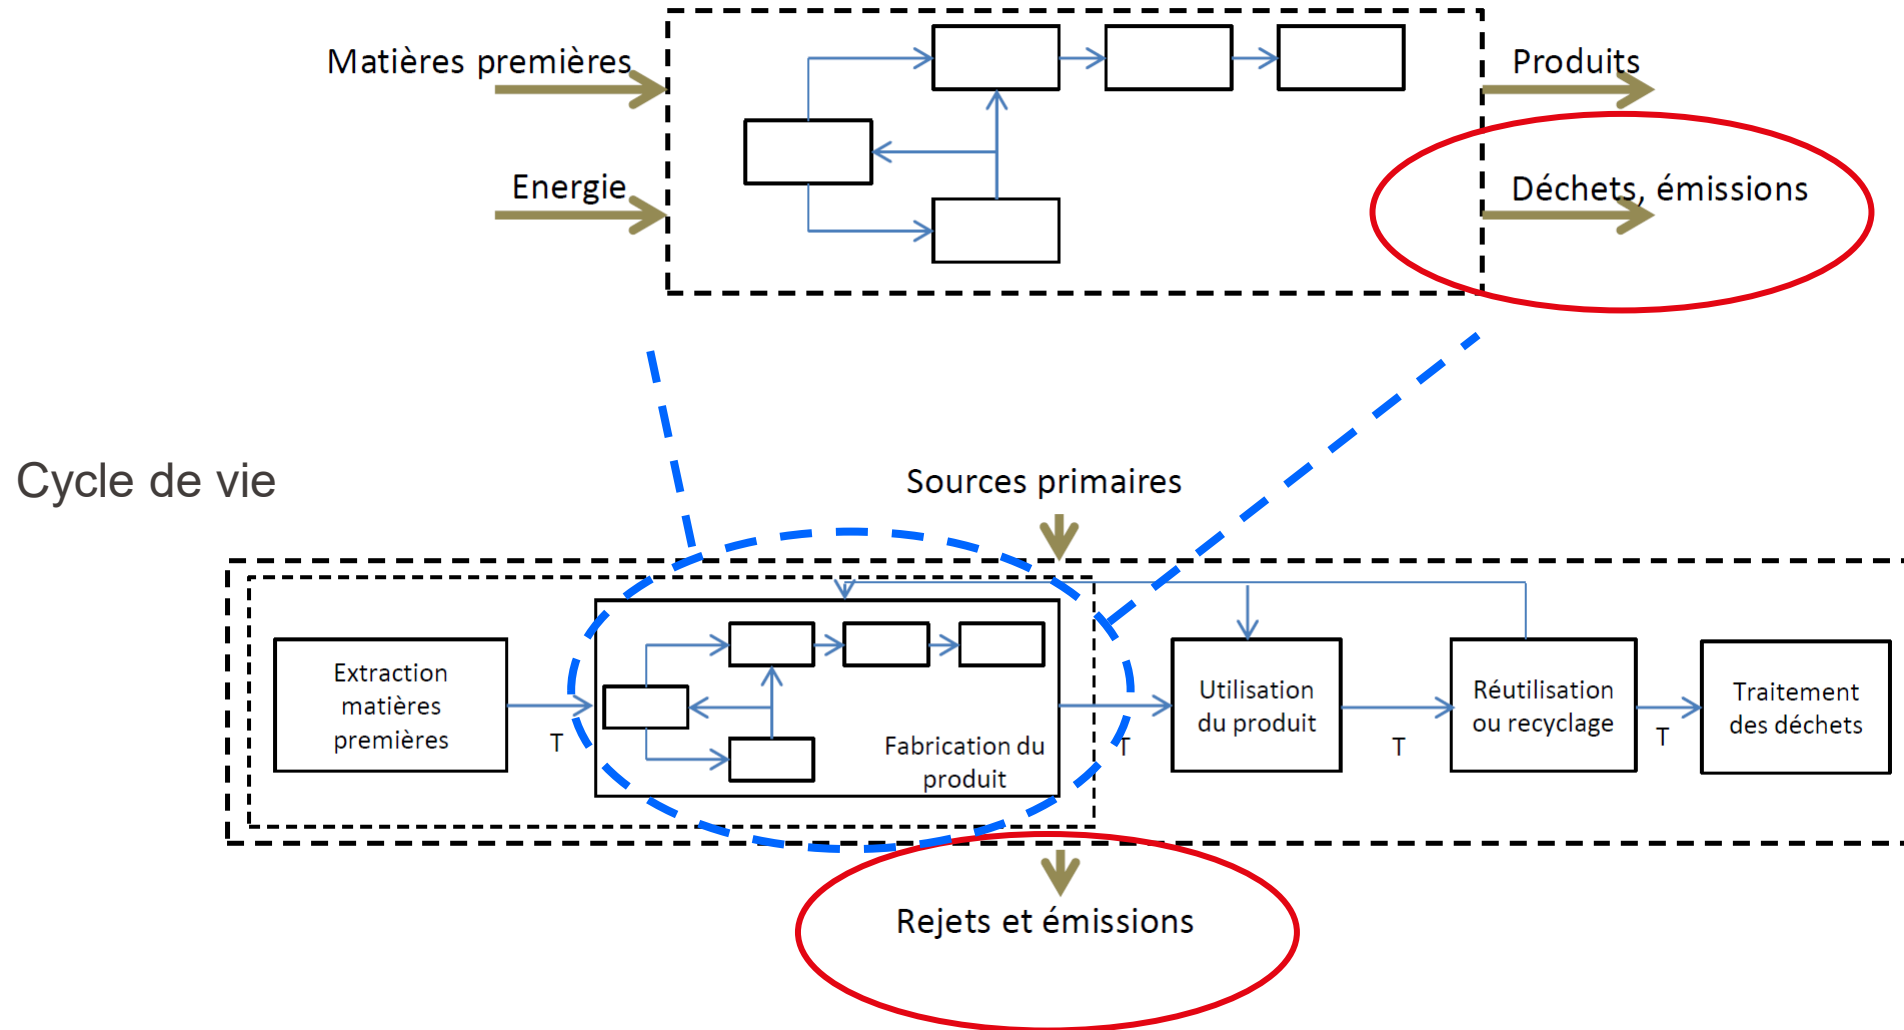 Matières premières
Produits
Energie
Déchets, émissions
Cycle de vie
Sources primaires
Extraction
matières
premières
T
Fabrication du
produit
T
Utilisation
du produit
T
Réutilisation
ou recyclage
T
Traitement
des déchets
Rejets et émissions